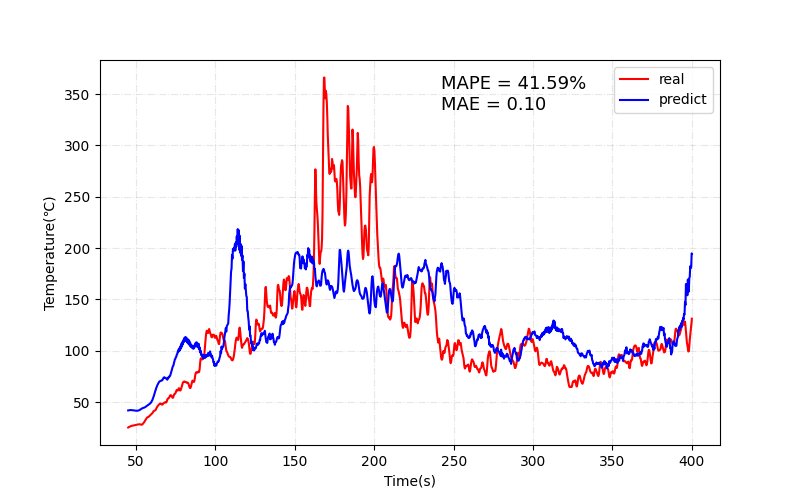 MAPE = 41.59%
MAE = 0.10
real
predict
Temperature(℃)
350
300
250
200
150
100
50
50 100 150 200 250 300 350 400
Time(s)